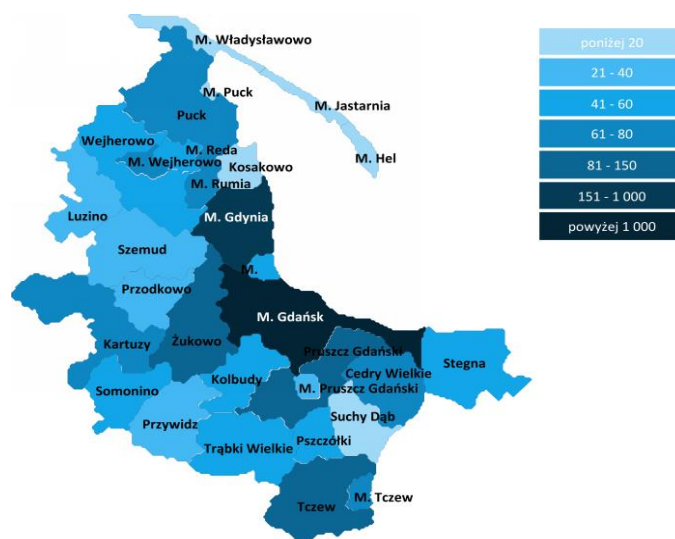 M. Władysławowo
M. Puck
M. Jastarnia
Puck
M. Hel
Wejherowo
M. Reda
M. Wejherowo
Kosakowo
M. Rumia
Luzino
M. Gdynia
Szemud
M.
Przodkowo
M. Gdańsk
Kartuzy
Żukowo
Pruszcz Gdański
Stegna
Cedry Wielkie
Kolbudy
M. Pruszcz Gdański
Somonino
Suchy Dąb
Przywidz
Pszczółki
Trąbki Wielkie
M. Tczew
Tczew
poniżej 20
21 - 40
41 - 60
61 - 80
81 - 150
151 - 1 000
powyżej 1 000